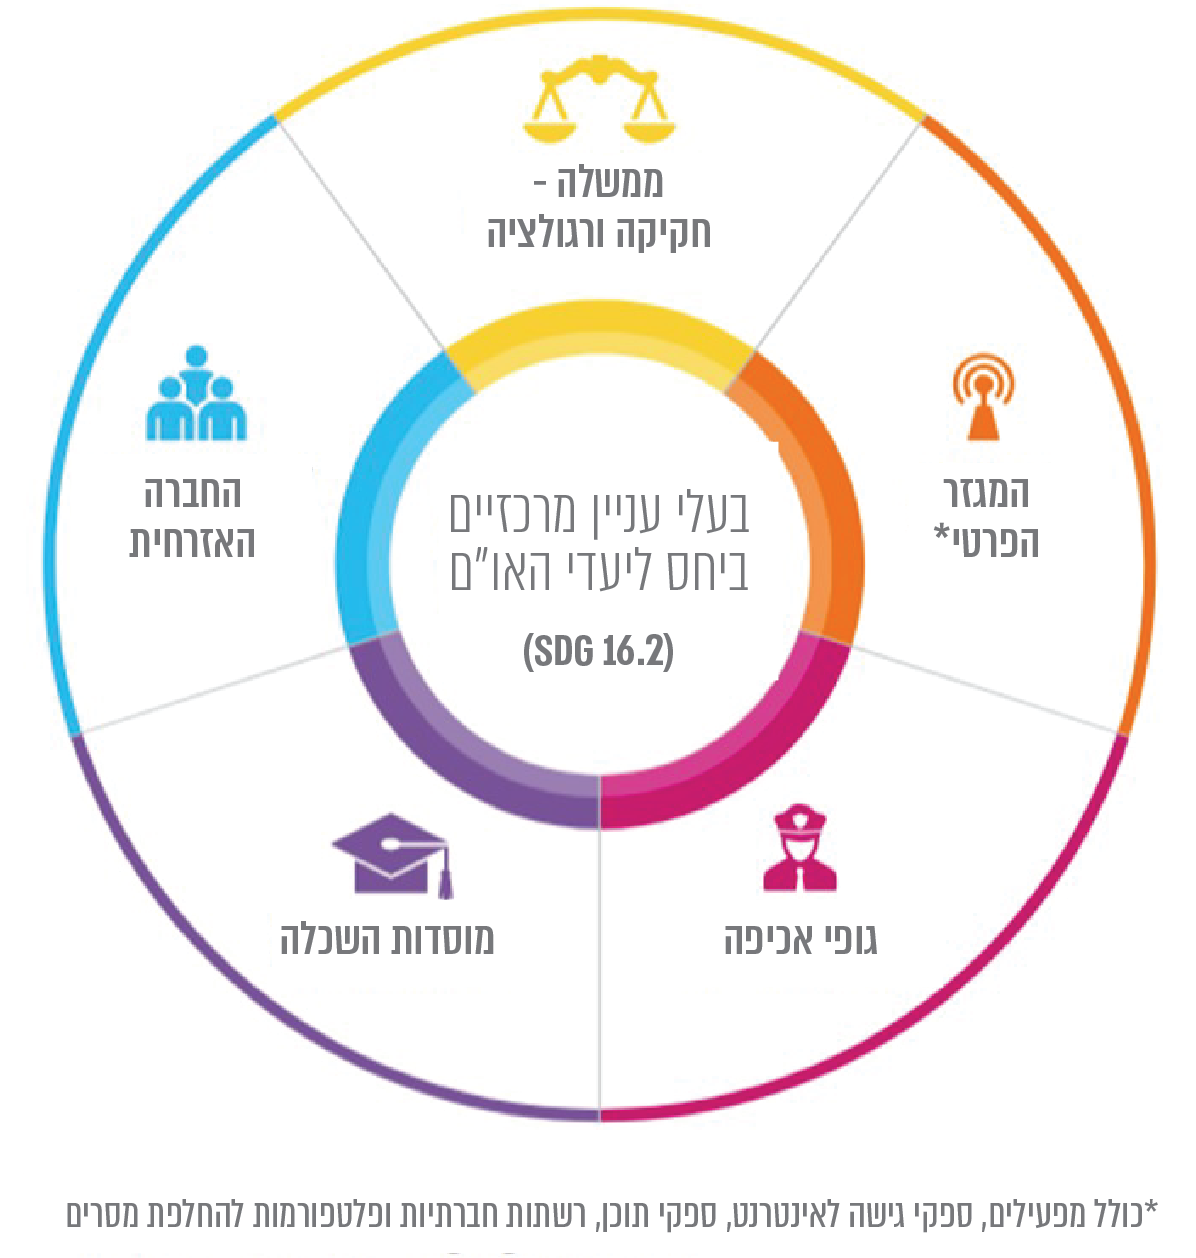 ממשלה -
חקיקה ורגולציה
המגזר
הפרטי*
החברה
האזרחית
בעלי עניין מרכזיים
ביחס ליעדי האו"ם
(SDG 16.2)
גופי אכיפה
מוסדות השכלה
*כולל מפעילים, ספקי גישה לאינטרנט, ספקי תוכן, רשתות חברתיות ופלטפורמות להחלפת מסרים